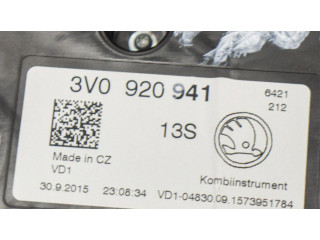 3V0 920 941
6421
212
13S
Made in CZ
VD1
Kombiinstrument
30.9.2015 23:08:34 VD1-04830.09.1573951784